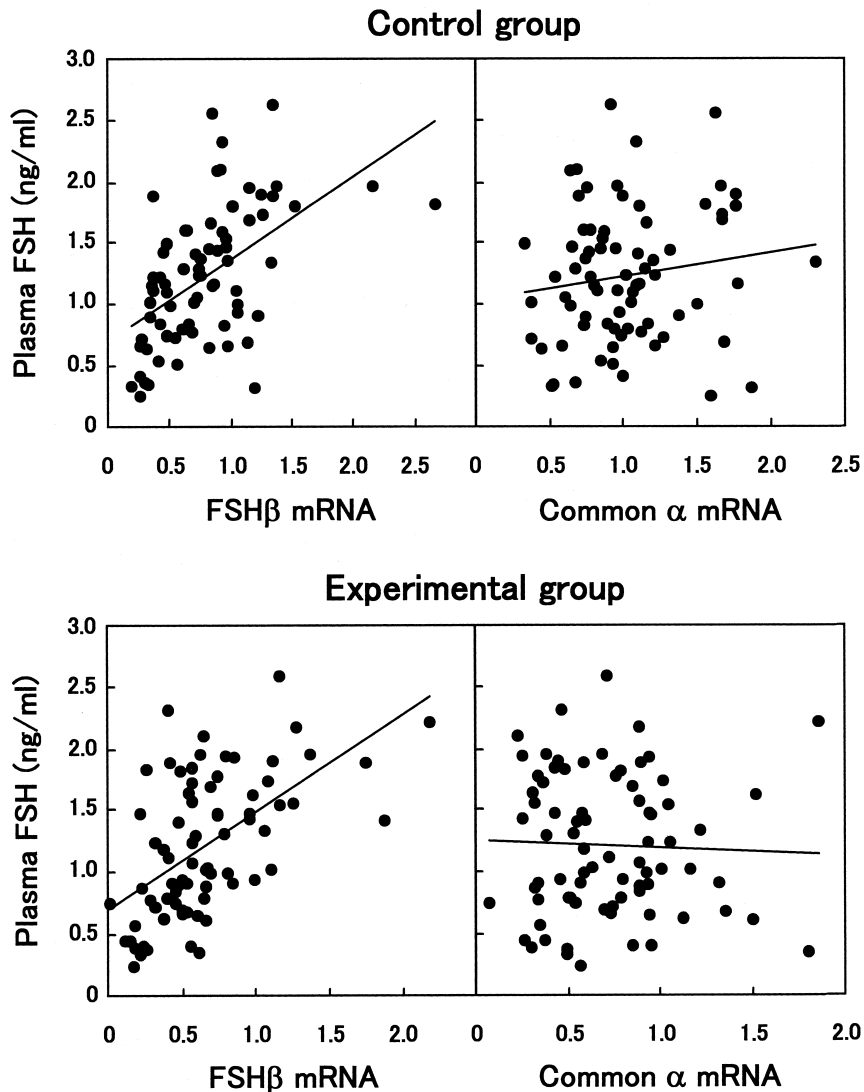 Control group
Plasma FSH (ng/ml)
3.0
2.5
2.0
1.5
1.0
0.5
0
0 0.5 1.0 1.5 2.0 2.5 0 0.5 1.0 1.5 2.0 2.5
FSHβ mRNA Common α mRNA
Experimental group
Plasma FSH (ng/ml)
3.0
2.5
2.0
1.5
1.0
0.5
0
0 0.5 1.0 1.5 2.0 0.5 1.0 1.5 2.0
FSHβ mRNA Common α mRNA